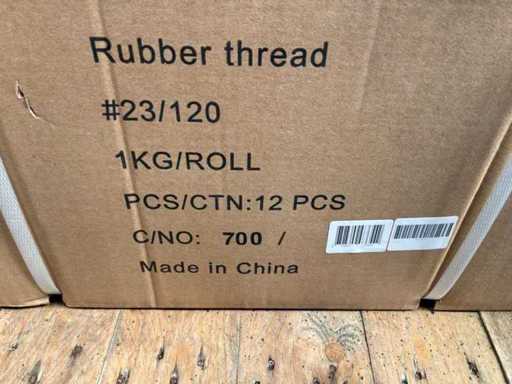 Rubber thread
#23/120
1KG/ROLL
PCS/CTN:12 PCS
C/NO: 700 /
Made in China